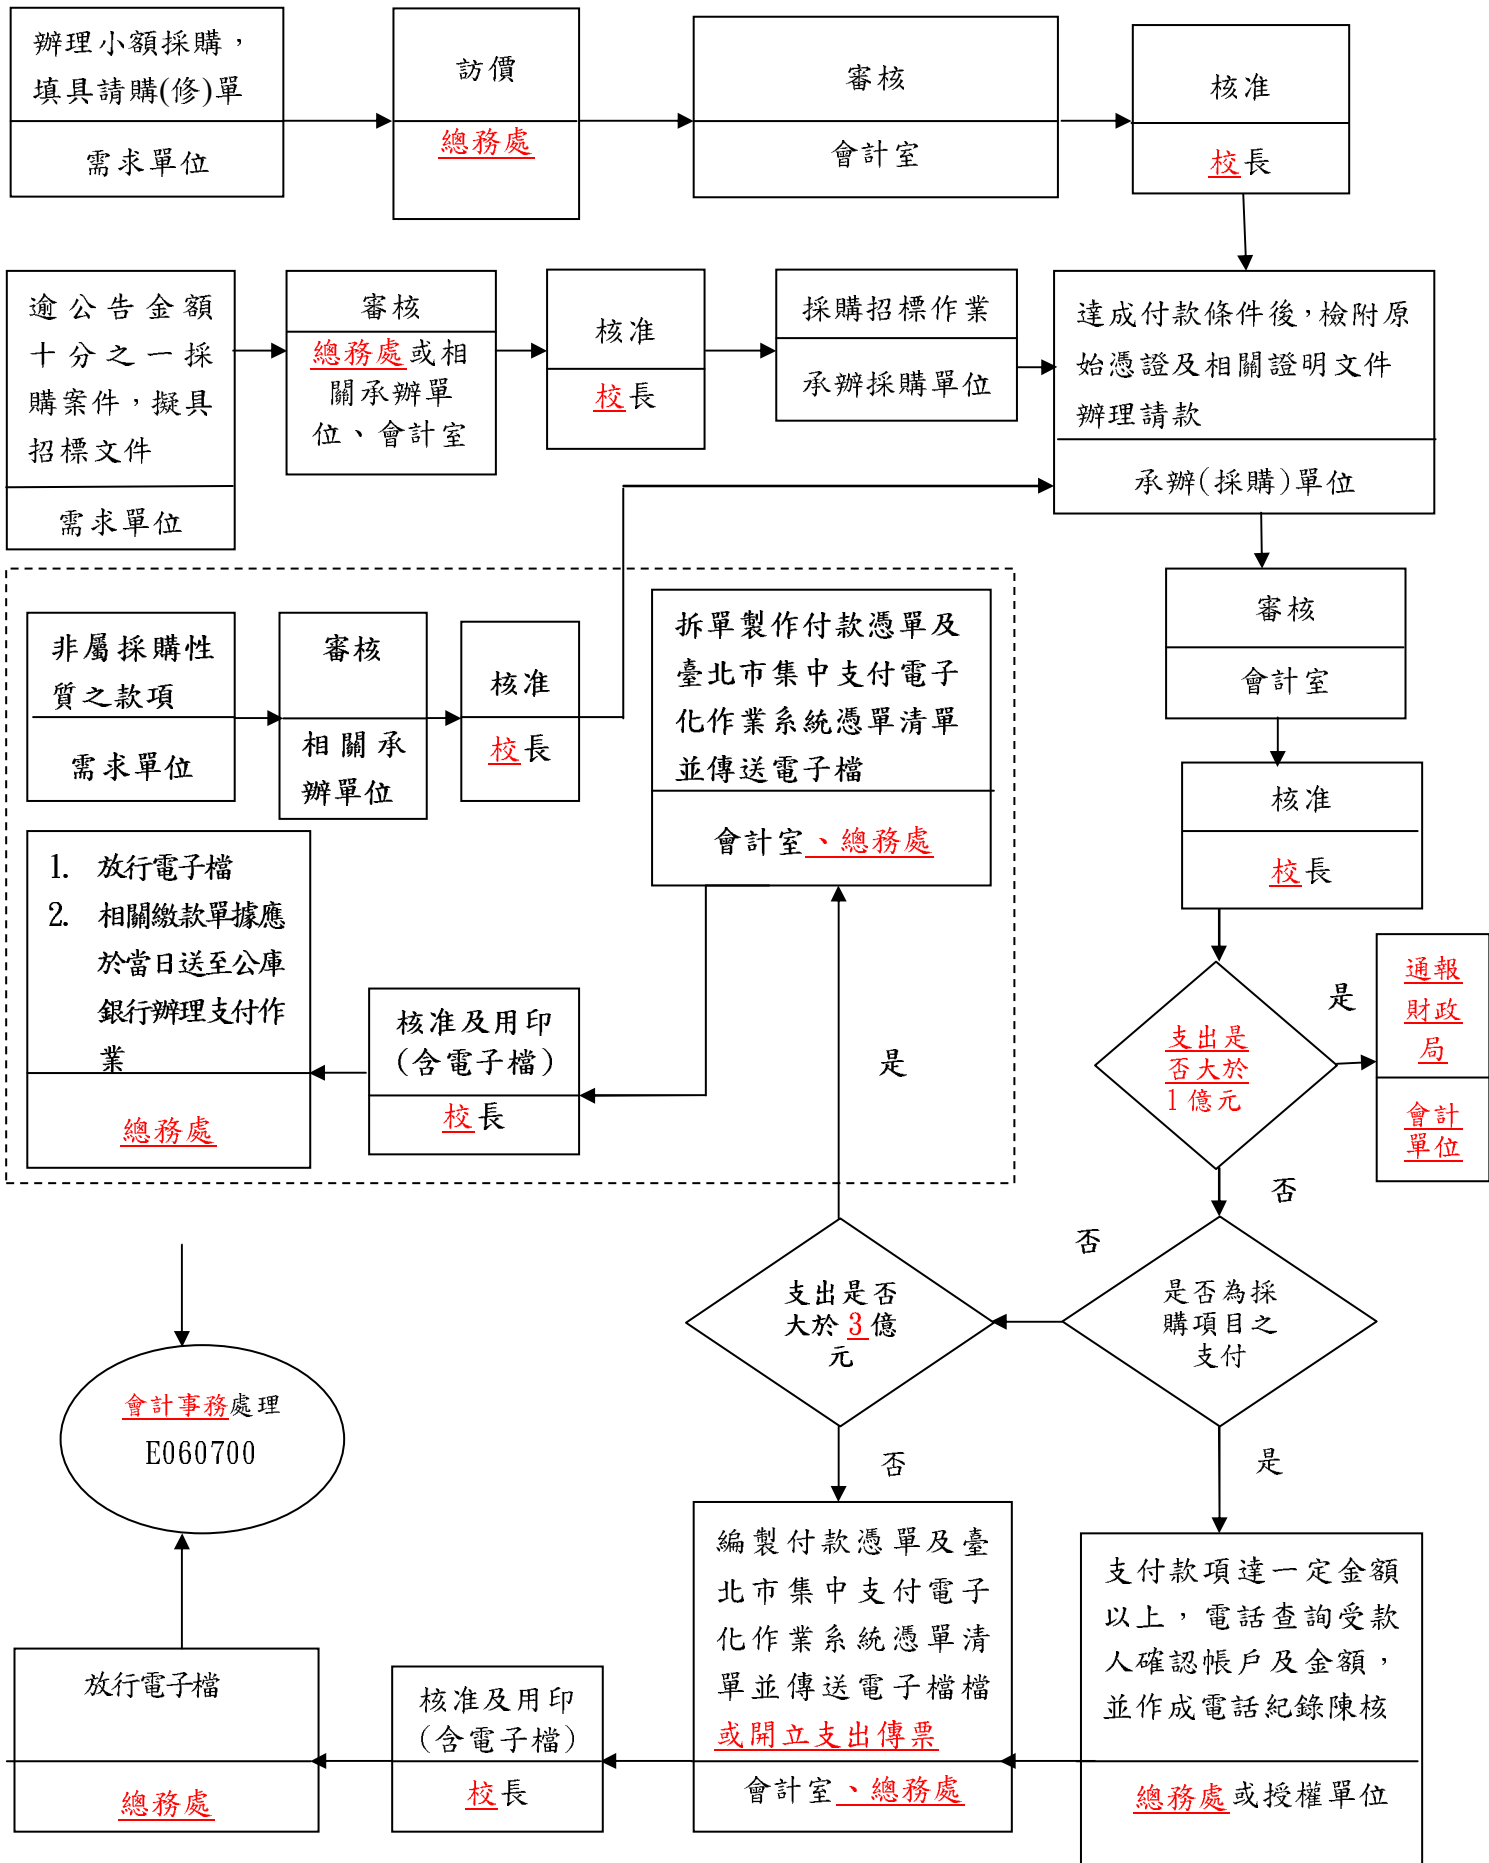 辦理小額採購，
填具請購(修)單
需求單位
訪價
總務處
審核
會計室
核准
校長
逾公告金額
十分之一採
購案件，擬具
招標文件
需求單位
審核
總務處或相
關承辦單
位、會計室
核准
校長
採購招標作業
承辦採購單位
達成付款條件後，檢附原
始憑證及相關證明文件
辦理請款
承辦(採購)單位
非屬採購性
質之款項
需求單位
審核
相關承
辦單位
核准
校長
拆單製作付款憑單及
臺北市集中支付電子
化作業系統憑單清單
並傳送電子檔
會計室、總務處
審核
會計室
核准
校長
1. 放行電子檔
2. 相關繳款單據應
於當日送至公庫
銀行辦理支付作
業
總務處
核准及用印
(含電子檔)
校長
是
支出是
否大於
1億元
是
通報
財政
局
會計
單位
否
否
支出是否
大於3億
元
是否為採
購項目之
支付
會計事務處理
E060700
否
是
編製付款憑單及臺
北市集中支付電子
化作業系統憑單清
單並傳送電子檔檔
或開立支出傳票
會計室、總務處
支付款項達一定金額
以上，電話查詢受款
人確認帳戶及金額，
並作成電話紀錄陳核
總務處或授權單位
放行電子檔
總務處
核准及用印
(含電子檔)
校長